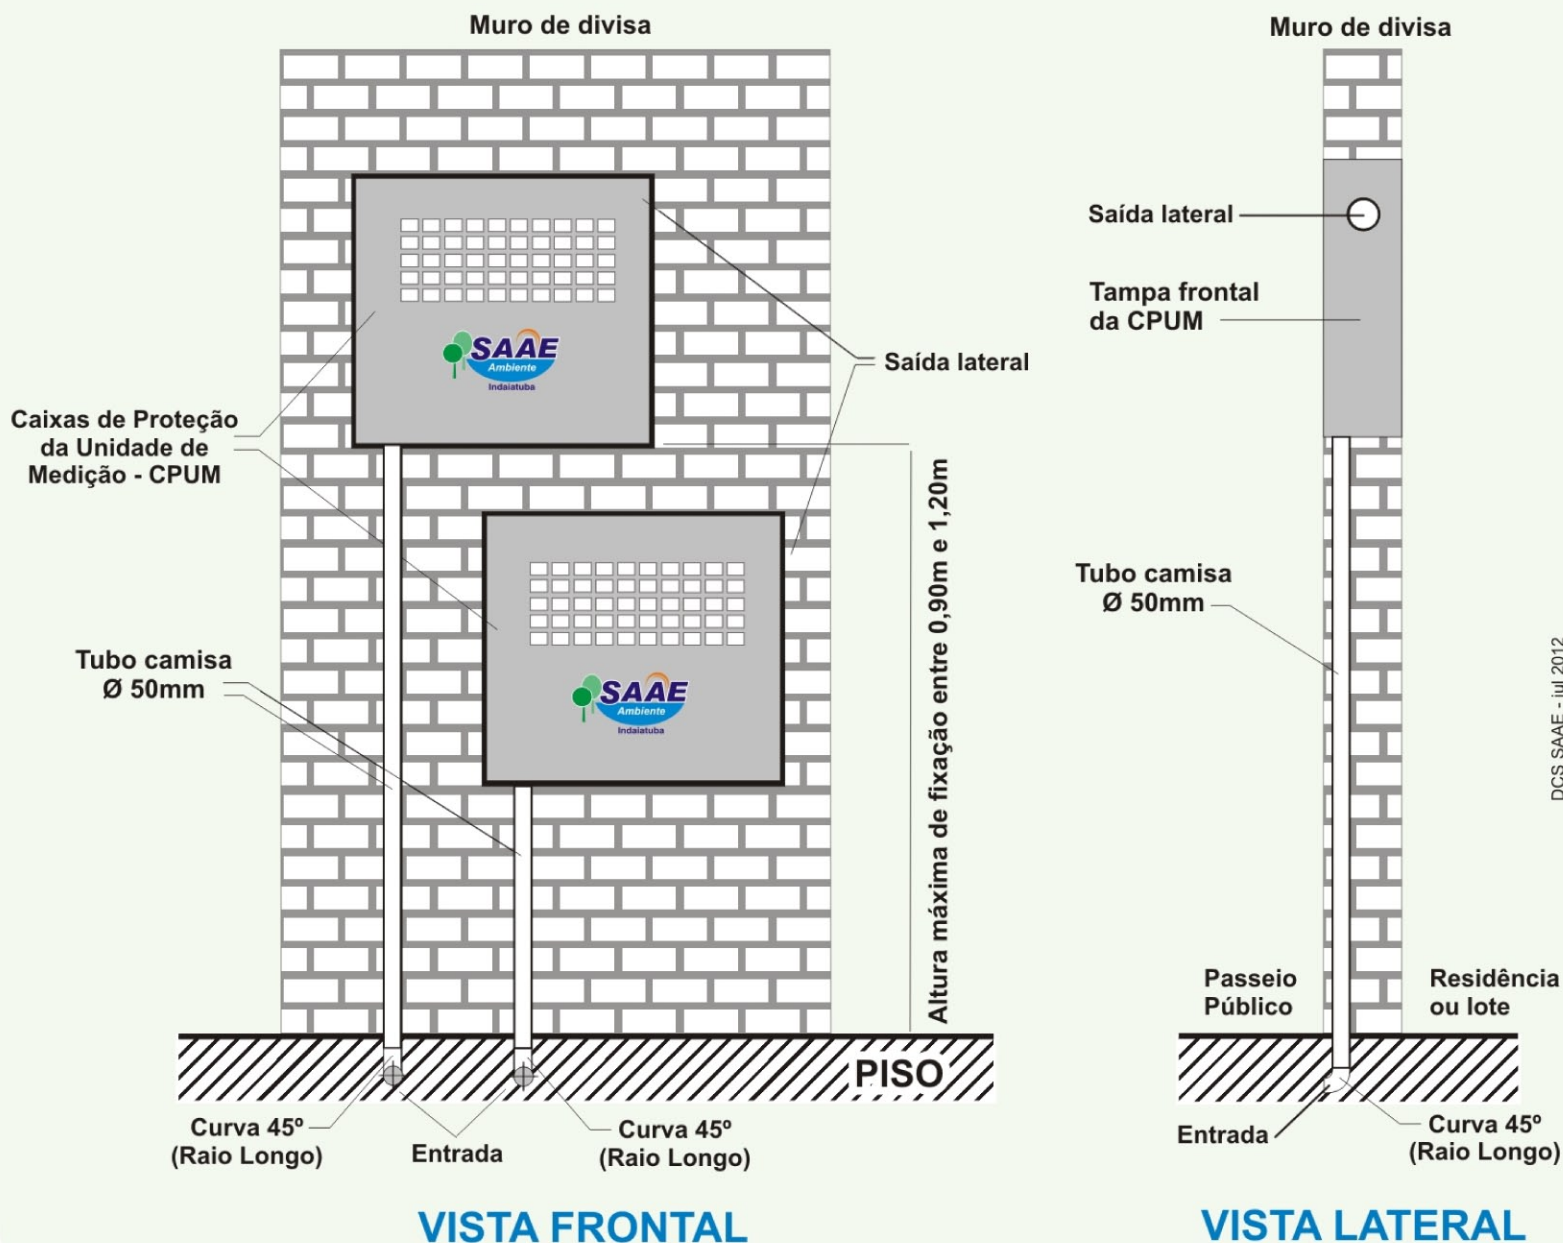 Muro de divisa
SAAE
Ambiente
Indaiatuba
Saída lateral
Caixas de Proteção
da Unidade de
Medição - CPUM
SAAE
Ambiente
Indaiatuba
Tubo camisa
Ø 50mm
Altura máxima de fixação entre 0,90m e 1,20m
PISO
Curva 45º
(Raio Longo)
Entrada
Curva 45º
(Raio Longo)
VISTA FRONTAL
Muro de divisa
Saída lateral
Tampa frontal
da CPUM
Tubo camisa
Ø 50mm
Passeio
Público
Residência
ou lote
Entrada
Curva 45º
(Raio Longo)
VISTA LATERAL
DCS SAAE - jul 2012